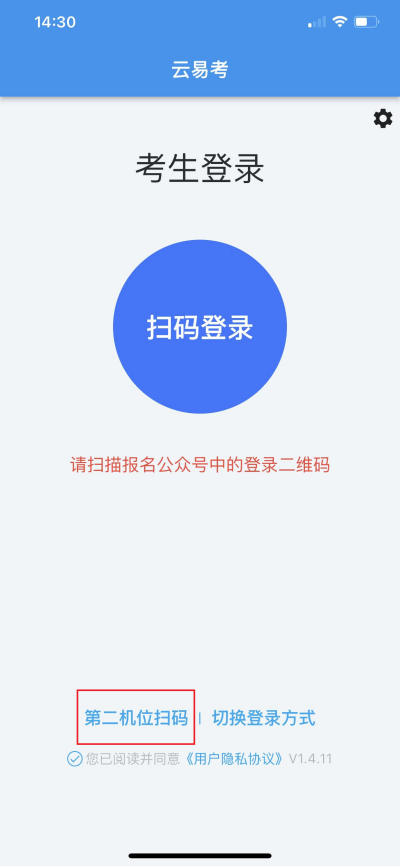 14:30
云易考
考生登录
扫码登录
请扫描报名公众号中的登录二维码
第二机位扫码 | 切换登录方式
您已阅读并同意《用户隐私协议》V1.4.11